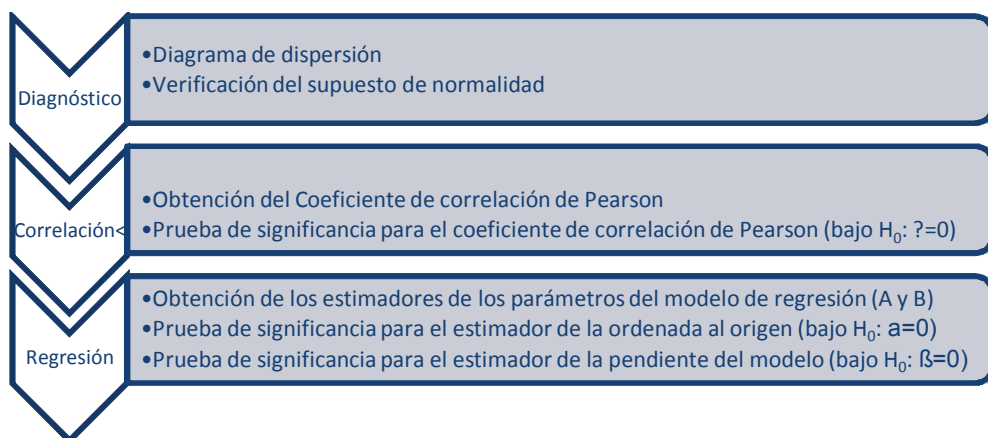 Diagnóstico
•Diagrama de dispersión
•Verificación del supuesto de normalidad
Correlación<
•Obtención del Coeficiente de correlación de Pearson
•Prueba de significancia para el coeficiente de correlación de Pearson (bajo H₀: ?=0)
Regresión
•Obtención de los estimadores de los parámetros del modelo de regresión (A y B)
•Prueba de significancia para el estimador de la ordenada al origen (bajo H₀: a=0)
•Prueba de significancia para el estimador de la pendiente del modelo (bajo H₀: ß=0)